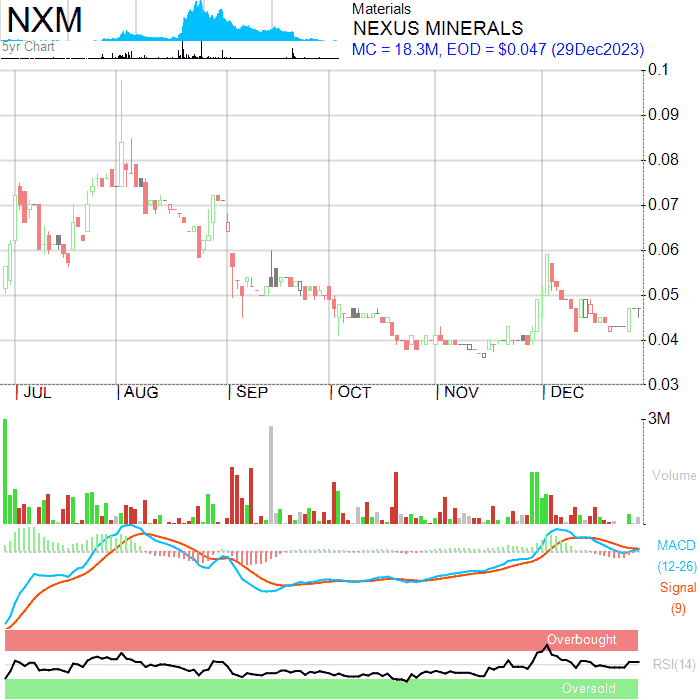 NXM
5yr Chart
Materials
NEXUS MINERALS
MC = 18.3M, EOD = $0.047 (29Dec2023)
0.1
0.09
0.08
0.07
0.06
0.05
0.04
0.03
JUL AUG SEP OCT NOV DEC
3M
Volume
MACD
(12-26)
Signal
(9)
Overbought
RSI(14)
Oversold